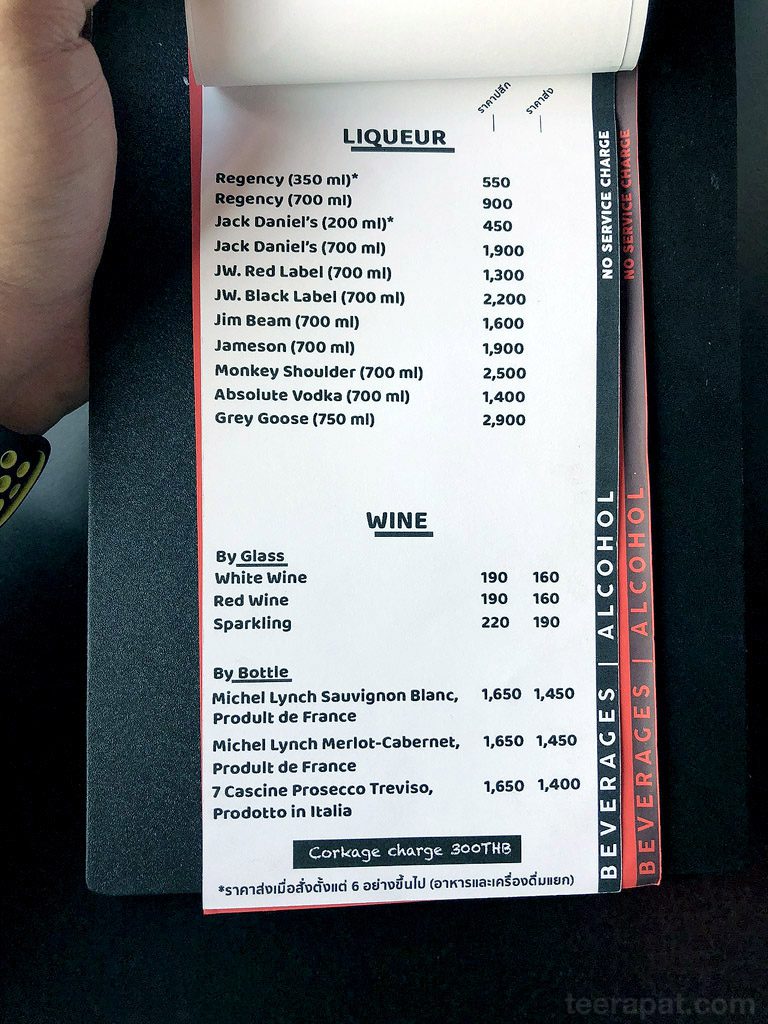 ราคาปลีก ราคาส่ง
LIQUEUR
Regency (350 ml)* 550
Regency (700 ml) 900
Jack Daniel's (200 ml)* 450
Jack Daniel's (700 ml) 1,900
JW. Red Label (700 ml) 1,300
JW. Black Label (700 ml) 2,200
Jim Beam (700 ml) 1,600
Jameson (700 ml) 1,900
Monkey Shoulder (700 ml) 2,500
Absolute Vodka (700 ml) 1,400
Grey Goose (750 ml) 2,900
WINE
By Glass
White Wine 190 160
Red Wine 190 160
Sparkling 220 190
By Bottle
Michel Lynch Sauvignon Blanc, 1,650 1,450
Prodult de France
Michel Lynch Merlot-Cabernet, 1,650 1,450
Prodult de France
7 Cascine Prosecco Treviso, 1,650 1,400
Prodotto in Italia
Corkage charge 300THB
*ราคาส่งเมื่อสั่งตั้งแต่ 6 อย่างขึ้นไป (อาหารและเครื่องดื่มแยก)
BEVERAGES | ALCOHOL NO SERVICE CHARGE
BEVERAGES | ALCOHOL NO SERVICE CHARGE
teerapat.com